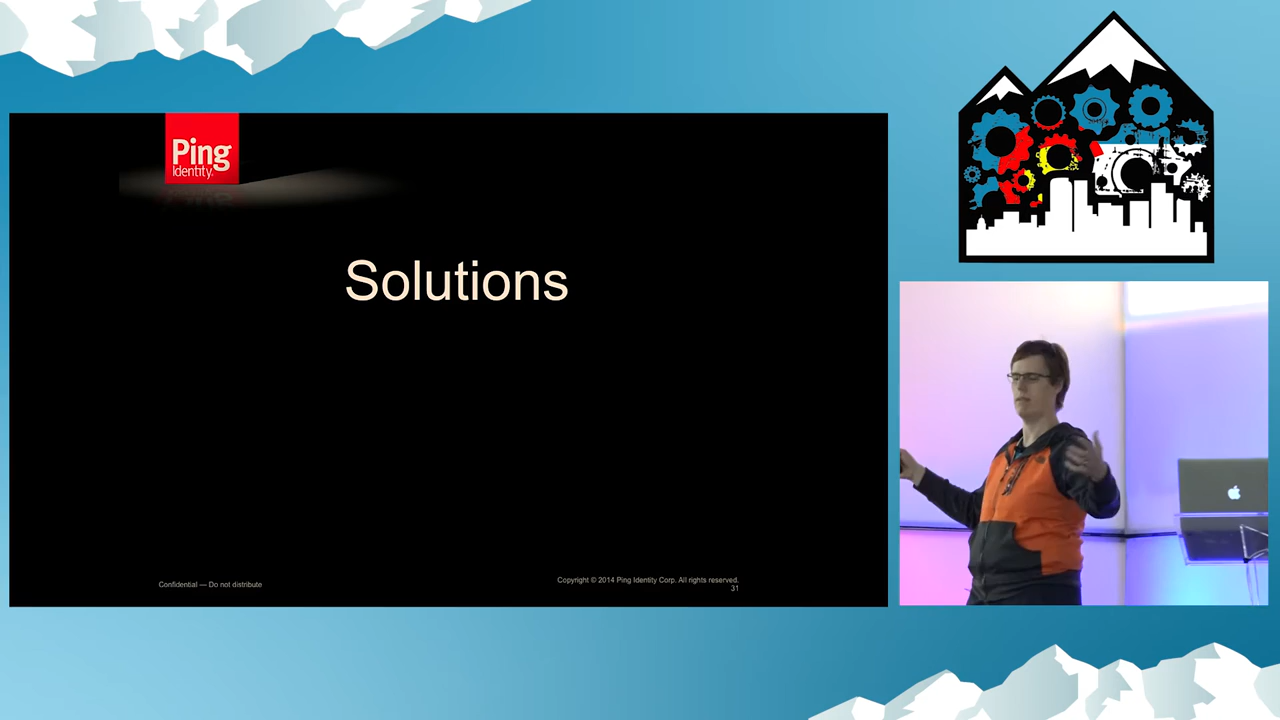 Ping
Identity.
Solutions
Confidential — Do not distribute
Copyright © 2014 Ping Identity Corp. All rights reserved.
31